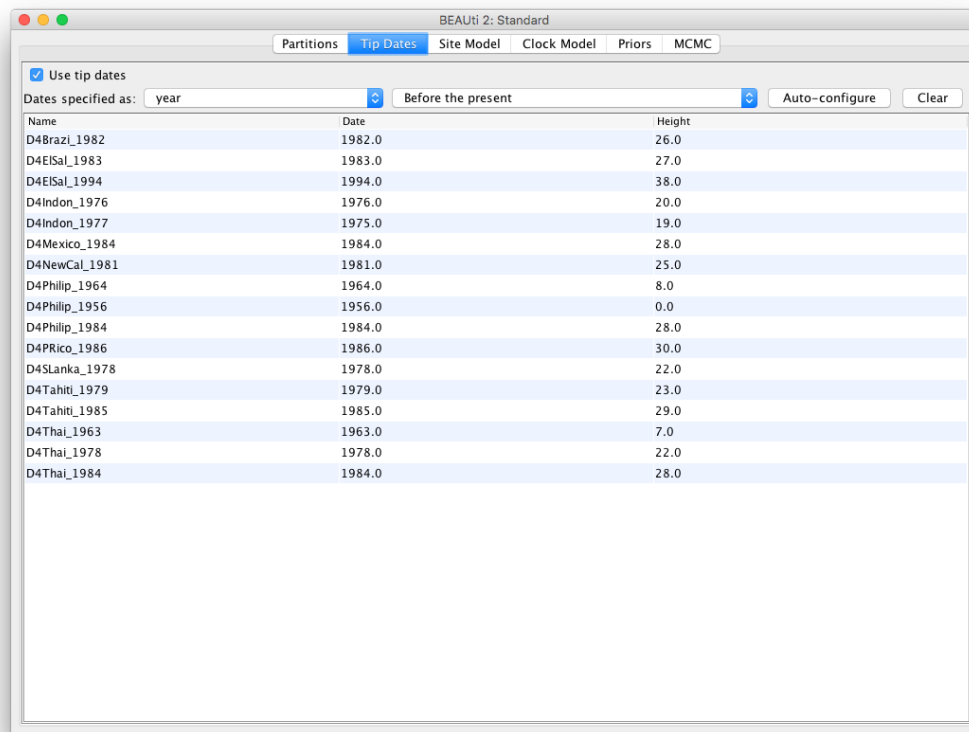 BEAUti 2: Standard
Partitions Tip Dates Site Model Clock Model Priors MCMC
Use tip dates
Dates specified as: year Before the present Auto-configure Clear
Name Date Height
D4Brazi_1982 1982.0 26.0
D4ElSal_1983 1983.0 27.0
D4ElSal_1994 1994.0 38.0
D4Indon_1976 1976.0 20.0
D4Indon_1977 1975.0 19.0
D4Mexico_1984 1984.0 28.0
D4NewCal_1981 1981.0 25.0
D4Philip_1964 1964.0 8.0
D4Philip_1956 1956.0 0.0
D4Philip_1984 1984.0 28.0
D4PRico_1986 1986.0 30.0
D4SLanka_1978 1978.0 22.0
D4Tahiti_1979 1979.0 23.0
D4Tahiti_1985 1985.0 29.0
D4Thai_1963 1963.0 7.0
D4Thai_1978 1978.0 22.0
D4Thai_1984 1984.0 28.0